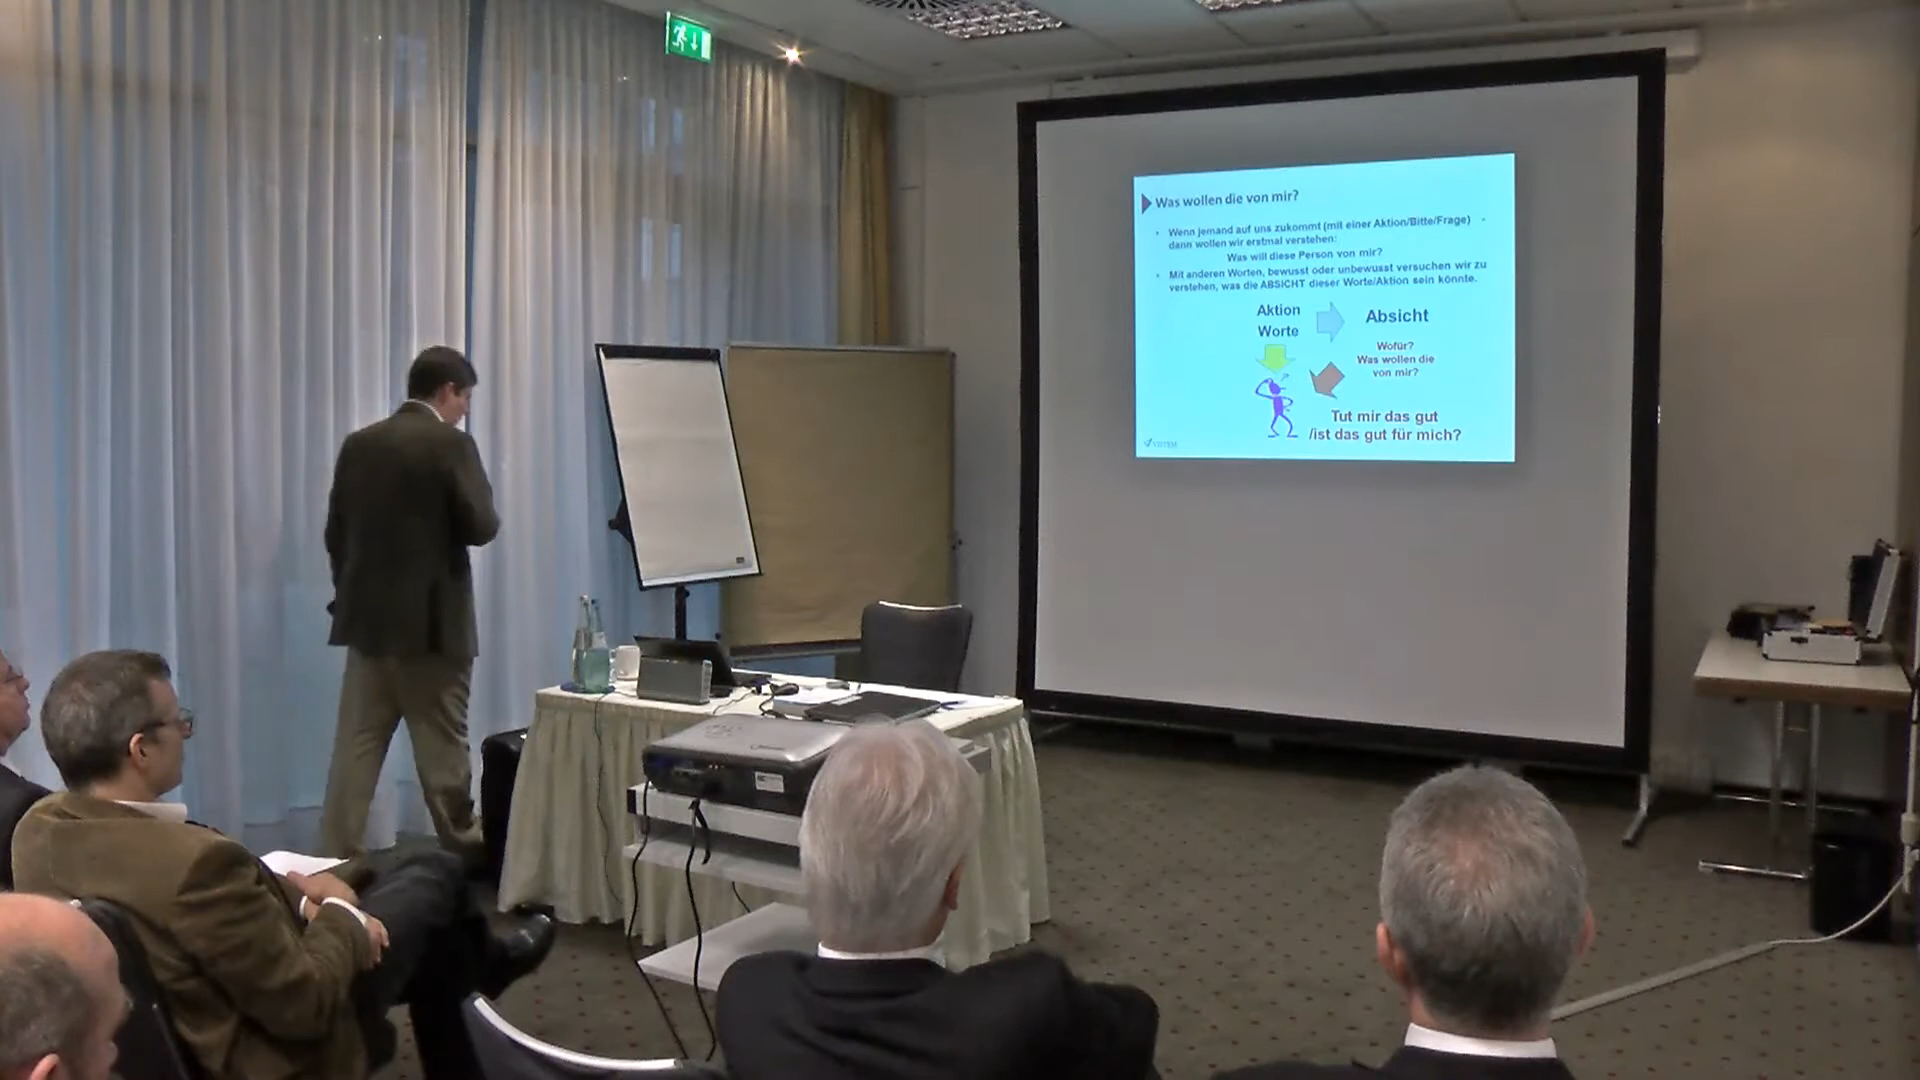 Was wollen die von mir?
Wenn jemand auf uns zukommt (mit einer Aktion/Bitte/Frage) -
dann wollen wir erstmal verstehen:
Was will diese Person von mir?
Mit anderen Worten, bewusst oder unbewusst versuchen wir zu
verstehen, was die ABSICHT dieser Worte/Aktion sein könnte.
Aktion
Worte
Absicht
Wofür?
Was wollen die
von mir?
Tut mir das gut
/ist das gut für mich?